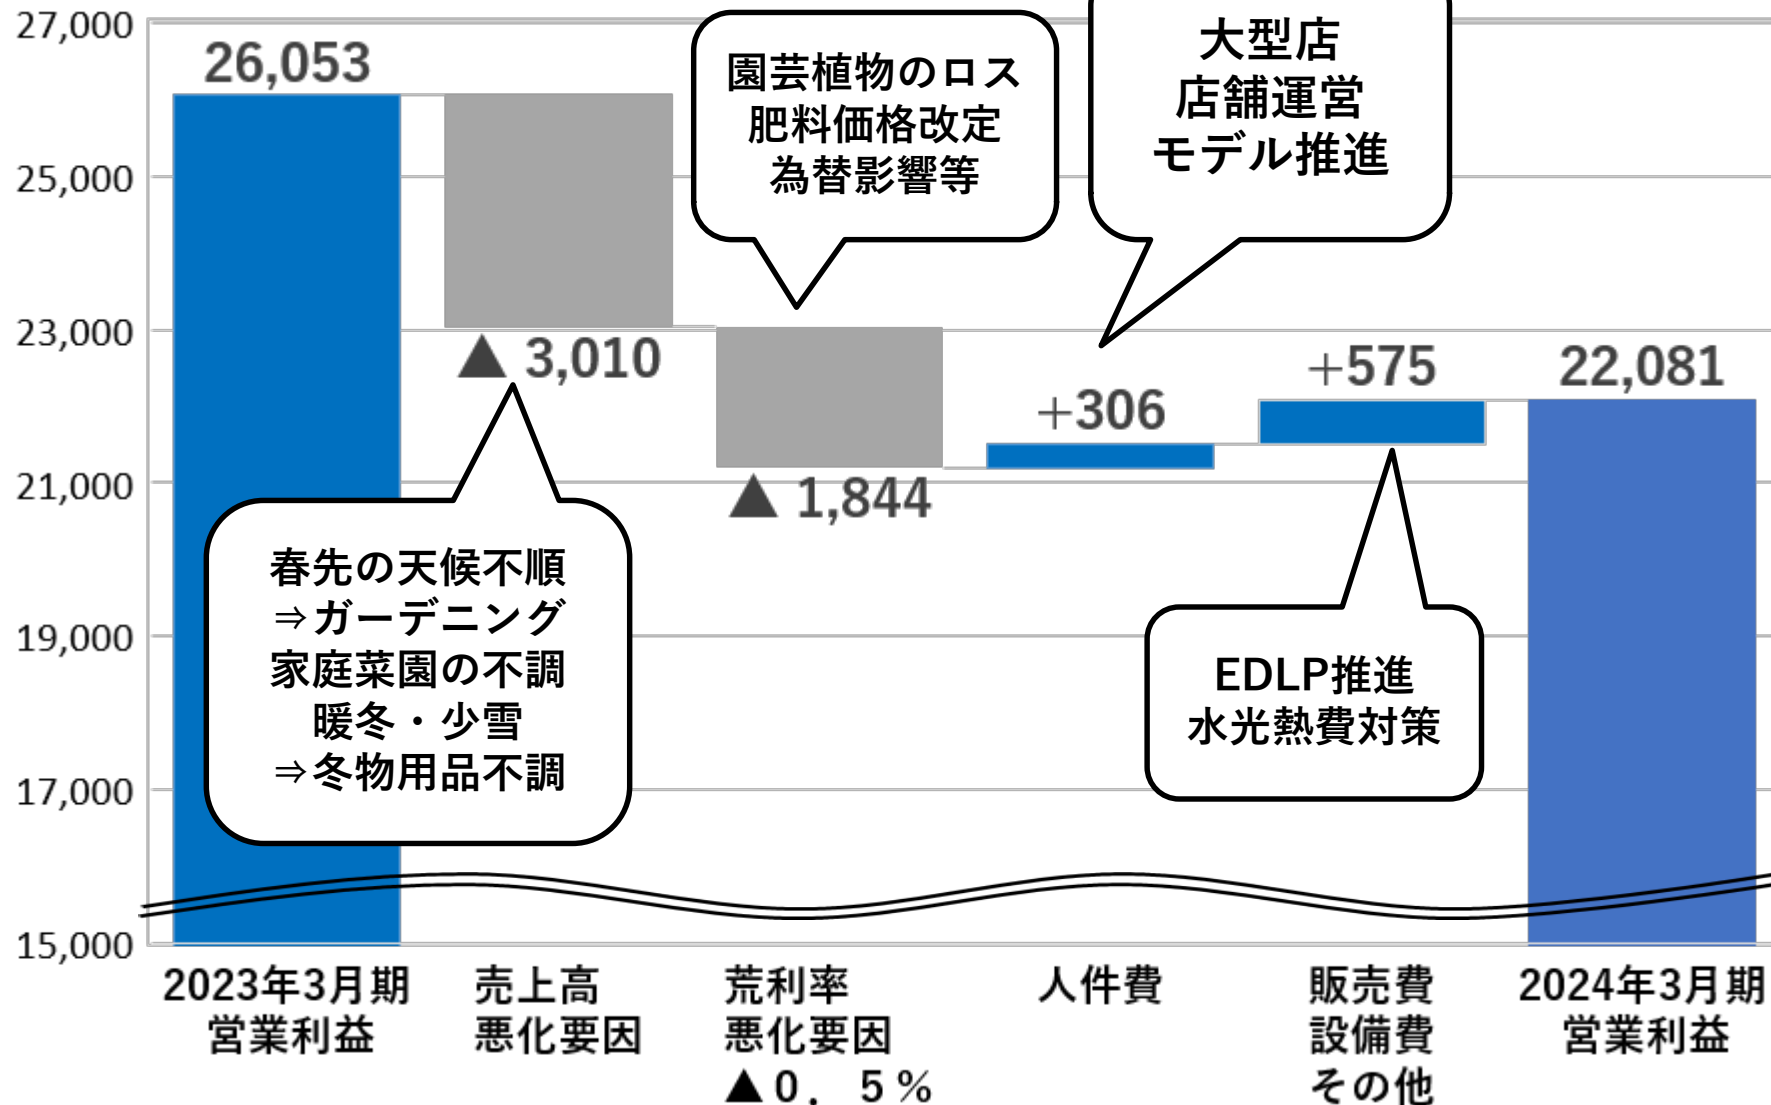 27,000
25,000
23,000
21,000
19,000
17,000
15,000
26,053
▲ 3,010
▲ 1,844
+306
+575
22,081
園芸植物のロス
肥料価格改定
為替影響等
大型店
店舗運営
モデル推進
春先の天候不順
⇒ガーデニング
家庭菜園の不調
暖冬・少雪
⇒冬物用品不調
EDLP推進
水光熱費対策
2023年3月期
営業利益
売上高
悪化要因
荒利率
悪化要因
▲0．5%
人件費
販売費
設備費
その他
2024年3月期
営業利益